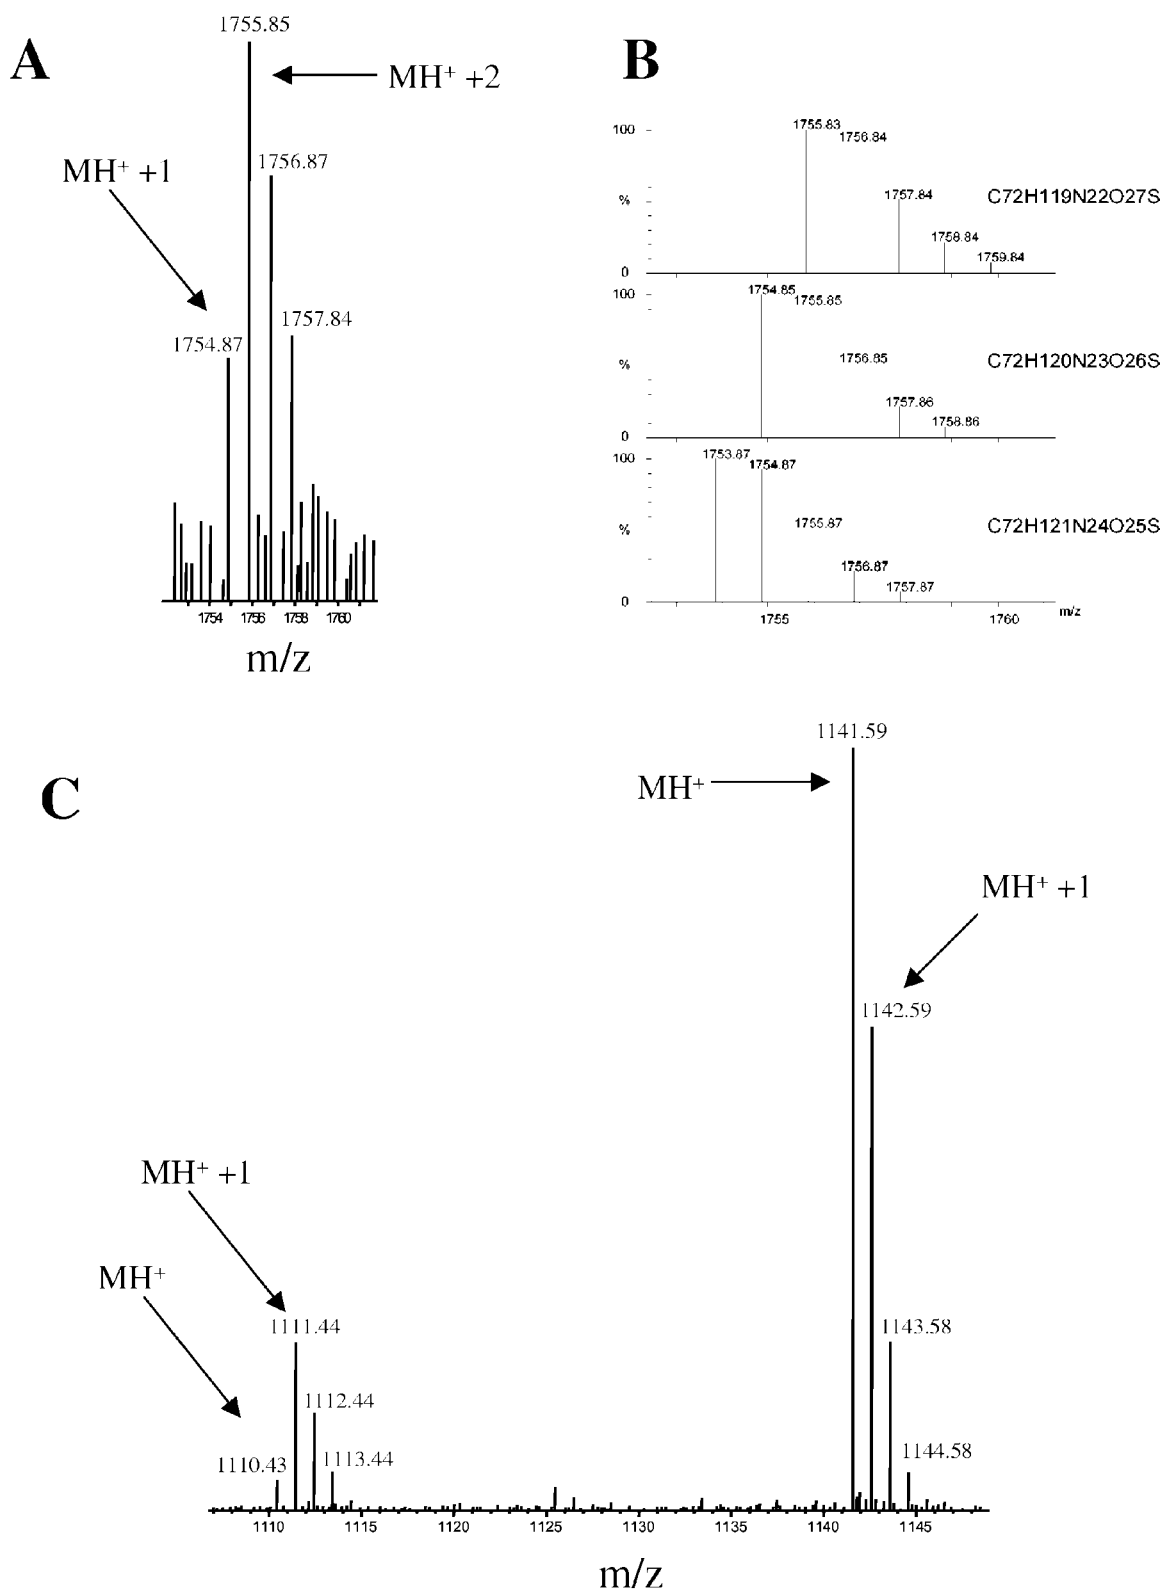 A
1755.85
MH+ +2
MH+ +1
1756.87
1757.84
1754.87
1754 1756 1758 1760
m/z
B
100
1755.83
1756.84
%
1757.84
C72H119N22O27S
1758.84
1759.84
0
100
1754.85
1755.85
%
1756.85
C72H120N23O26S
1757.86
1758.86
0
100
1753.87
1754.87
%
1755.87
C72H121N24O25S
1756.87
1757.87
0
m/z
1755 1760
C
1141.59
MH+
MH+ +1
1142.59
MH+ +1
MH+
1111.44
1143.58
1112.44
1110.43
1113.44
1144.58
1110 1115 1120 1125 1130 1135 1140 1145
m/z